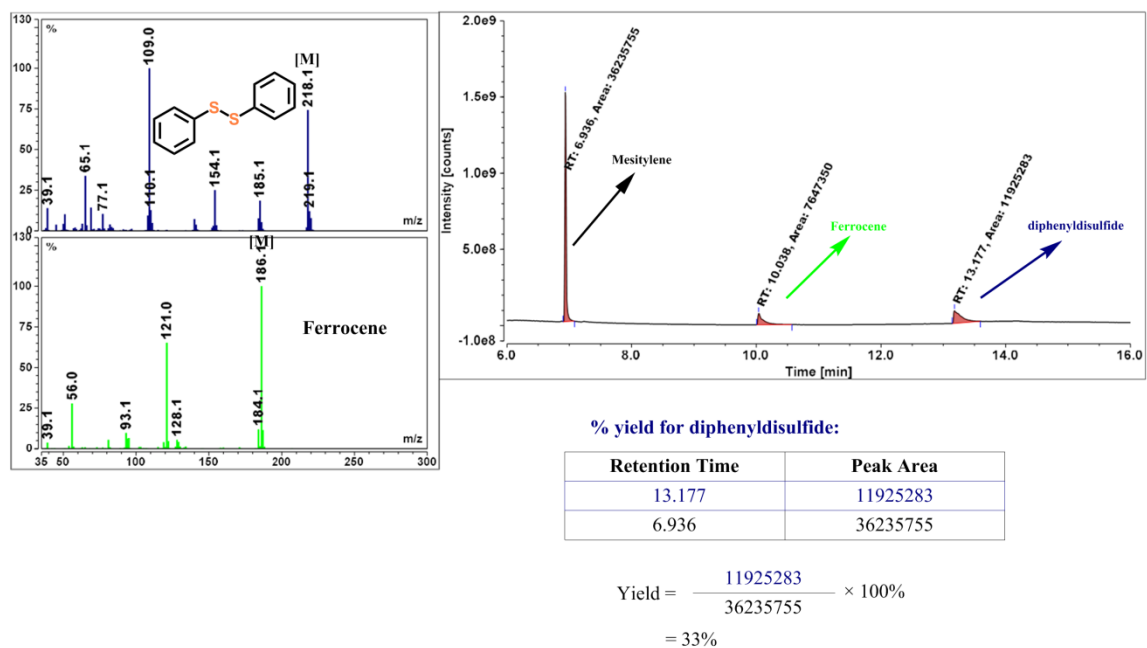 130
%
109.0
[M]
100
218.1
S
S
75
50
65.1
154.1
110.1
39.1
77.1
185.1
219.1
25
m/z
0
130
%
[M]
186.1
100
121.0
Ferrocene
75
50
56.0
39.1
93.1
128.1
184.1
25
m/z
0
35 50 100 150 200 250 300
2.0e9
1.5e9
1.0e9
5.0e8
-1.0e8
Intensity [counts]
RT: 6.936, Area: 36235755
Mesitylene
RT: 10.038, Area: 7647350
Ferrocene
RT: 13.177, Area: 11925283
diphenyldisulfide
6.0 8.0 10.0 12.0 14.0 16.0
Time [min]
% yield for diphenyldisulfide:
Retention Time Peak Area
13.177 11925283
6.936 36235755
11925283
Yield = × 100%
36235755
= 33%